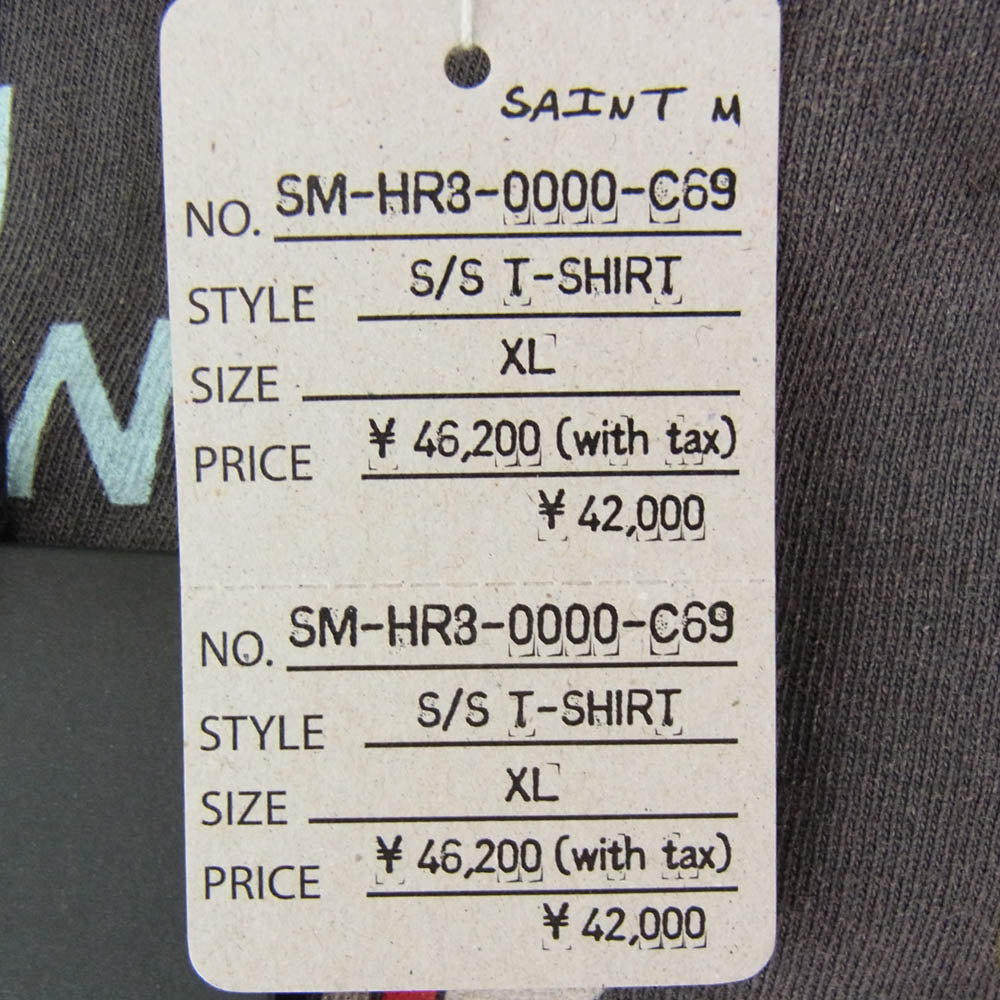 SAINT M
NO. SM-HR3-0000-C69
STYLE S/S T-SHIRT
SIZE XL
PRICE ¥ 46,200 (with tax)
¥ 42,000
NO. SM-HR3-0000-C69
STYLE S/S T-SHIRT
SIZE XL
PRICE ¥ 46,200 (with tax)
¥ 42,000
N